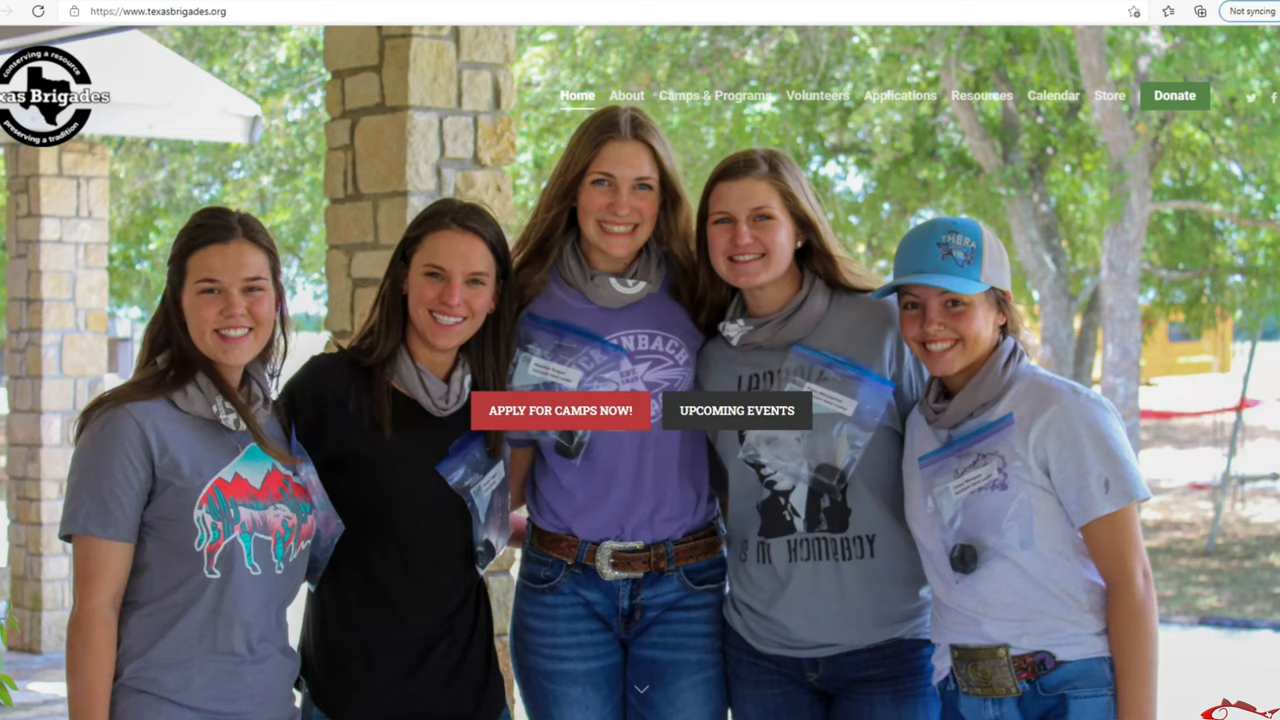 https://www.texasbrigades.org
Not syncing
conserving a resource
xas Brigades
preserving a tradition
Home About Camps & Programs Volunteers Applications Resources Calendar Store Donate
THSRA
CKENBACH
APPLY FOR CAMPS NOW!
UPCOMING EVENTS
IS MY HOMEBOY